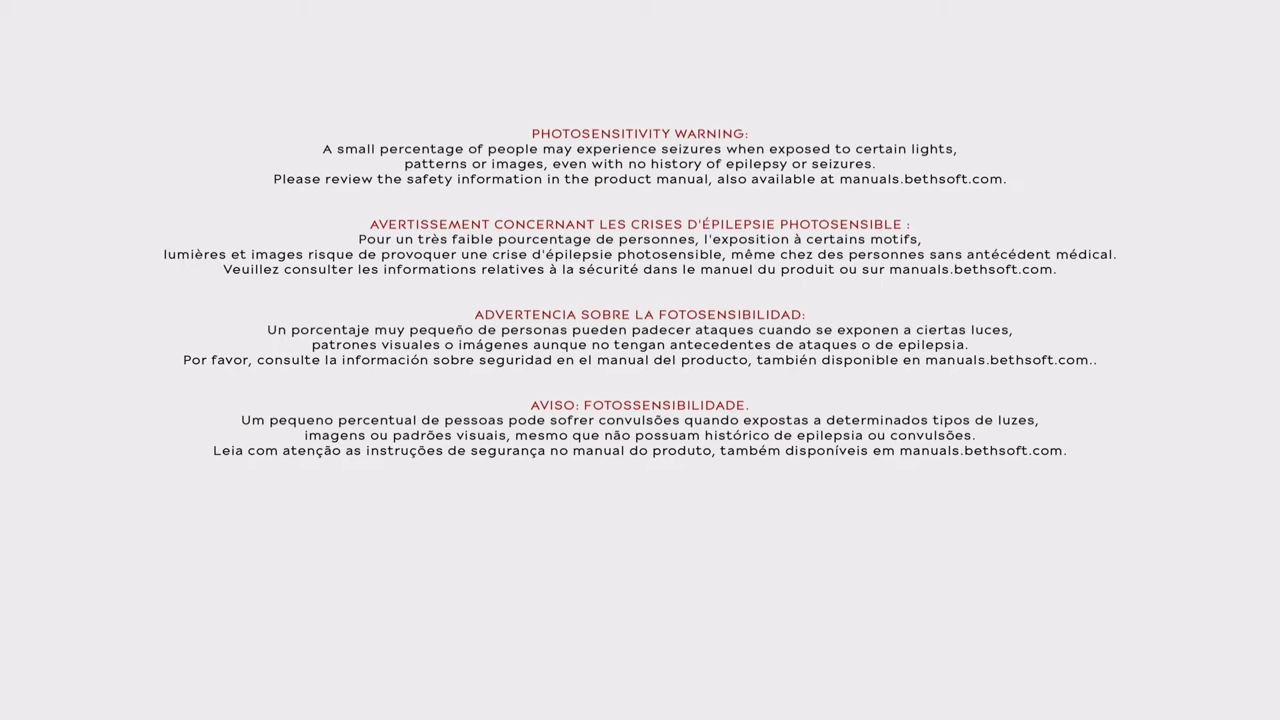 PHOTOSENSITIVITY WARNING:
A small percentage of people may experience seizures when exposed to certain lights,
patterns or images, even with no history of epilepsy or seizures.
Please review the safety information in the product manual, also available at manuals.bethsoft.com.
AVERTISSEMENT CONCERNANT LES CRISES D'ÉPILEPSIE PHOTOSENSIBLE :
Pour un très faible pourcentage de personnes, l'exposition à certains motifs,
lumières et images risque de provoquer une crise d'épilepsie photosensible, même chez des personnes sans antécédent médical.
Veuillez consulter les informations relatives à la sécurité dans le manuel du produit ou sur manuals.bethsoft.com.
ADVERTENCIA SOBRE LA FOTOSENSIBILIDAD:
Un porcentaje muy pequeño de personas pueden padecer ataques cuando se exponen a ciertas luces,
patrones visuales o imágenes aunque no tengan antecedentes de ataques o de epilepsia.
Por favor, consulte la información sobre seguridad en el manual del producto, también disponible en manuals.bethsoft.com..
AVISO: FOTOSSENSIBILIDADE.
Um pequeno percentual de pessoas pode sofrer convulsões quando expostas a determinados tipos de luzes,
imagens ou padrões visuais, mesmo que não possuam histórico de epilepsia ou convulsões.
Leia com atenção as instruções de segurança no manual do produto, também disponíveis em manuals.bethsoft.com.